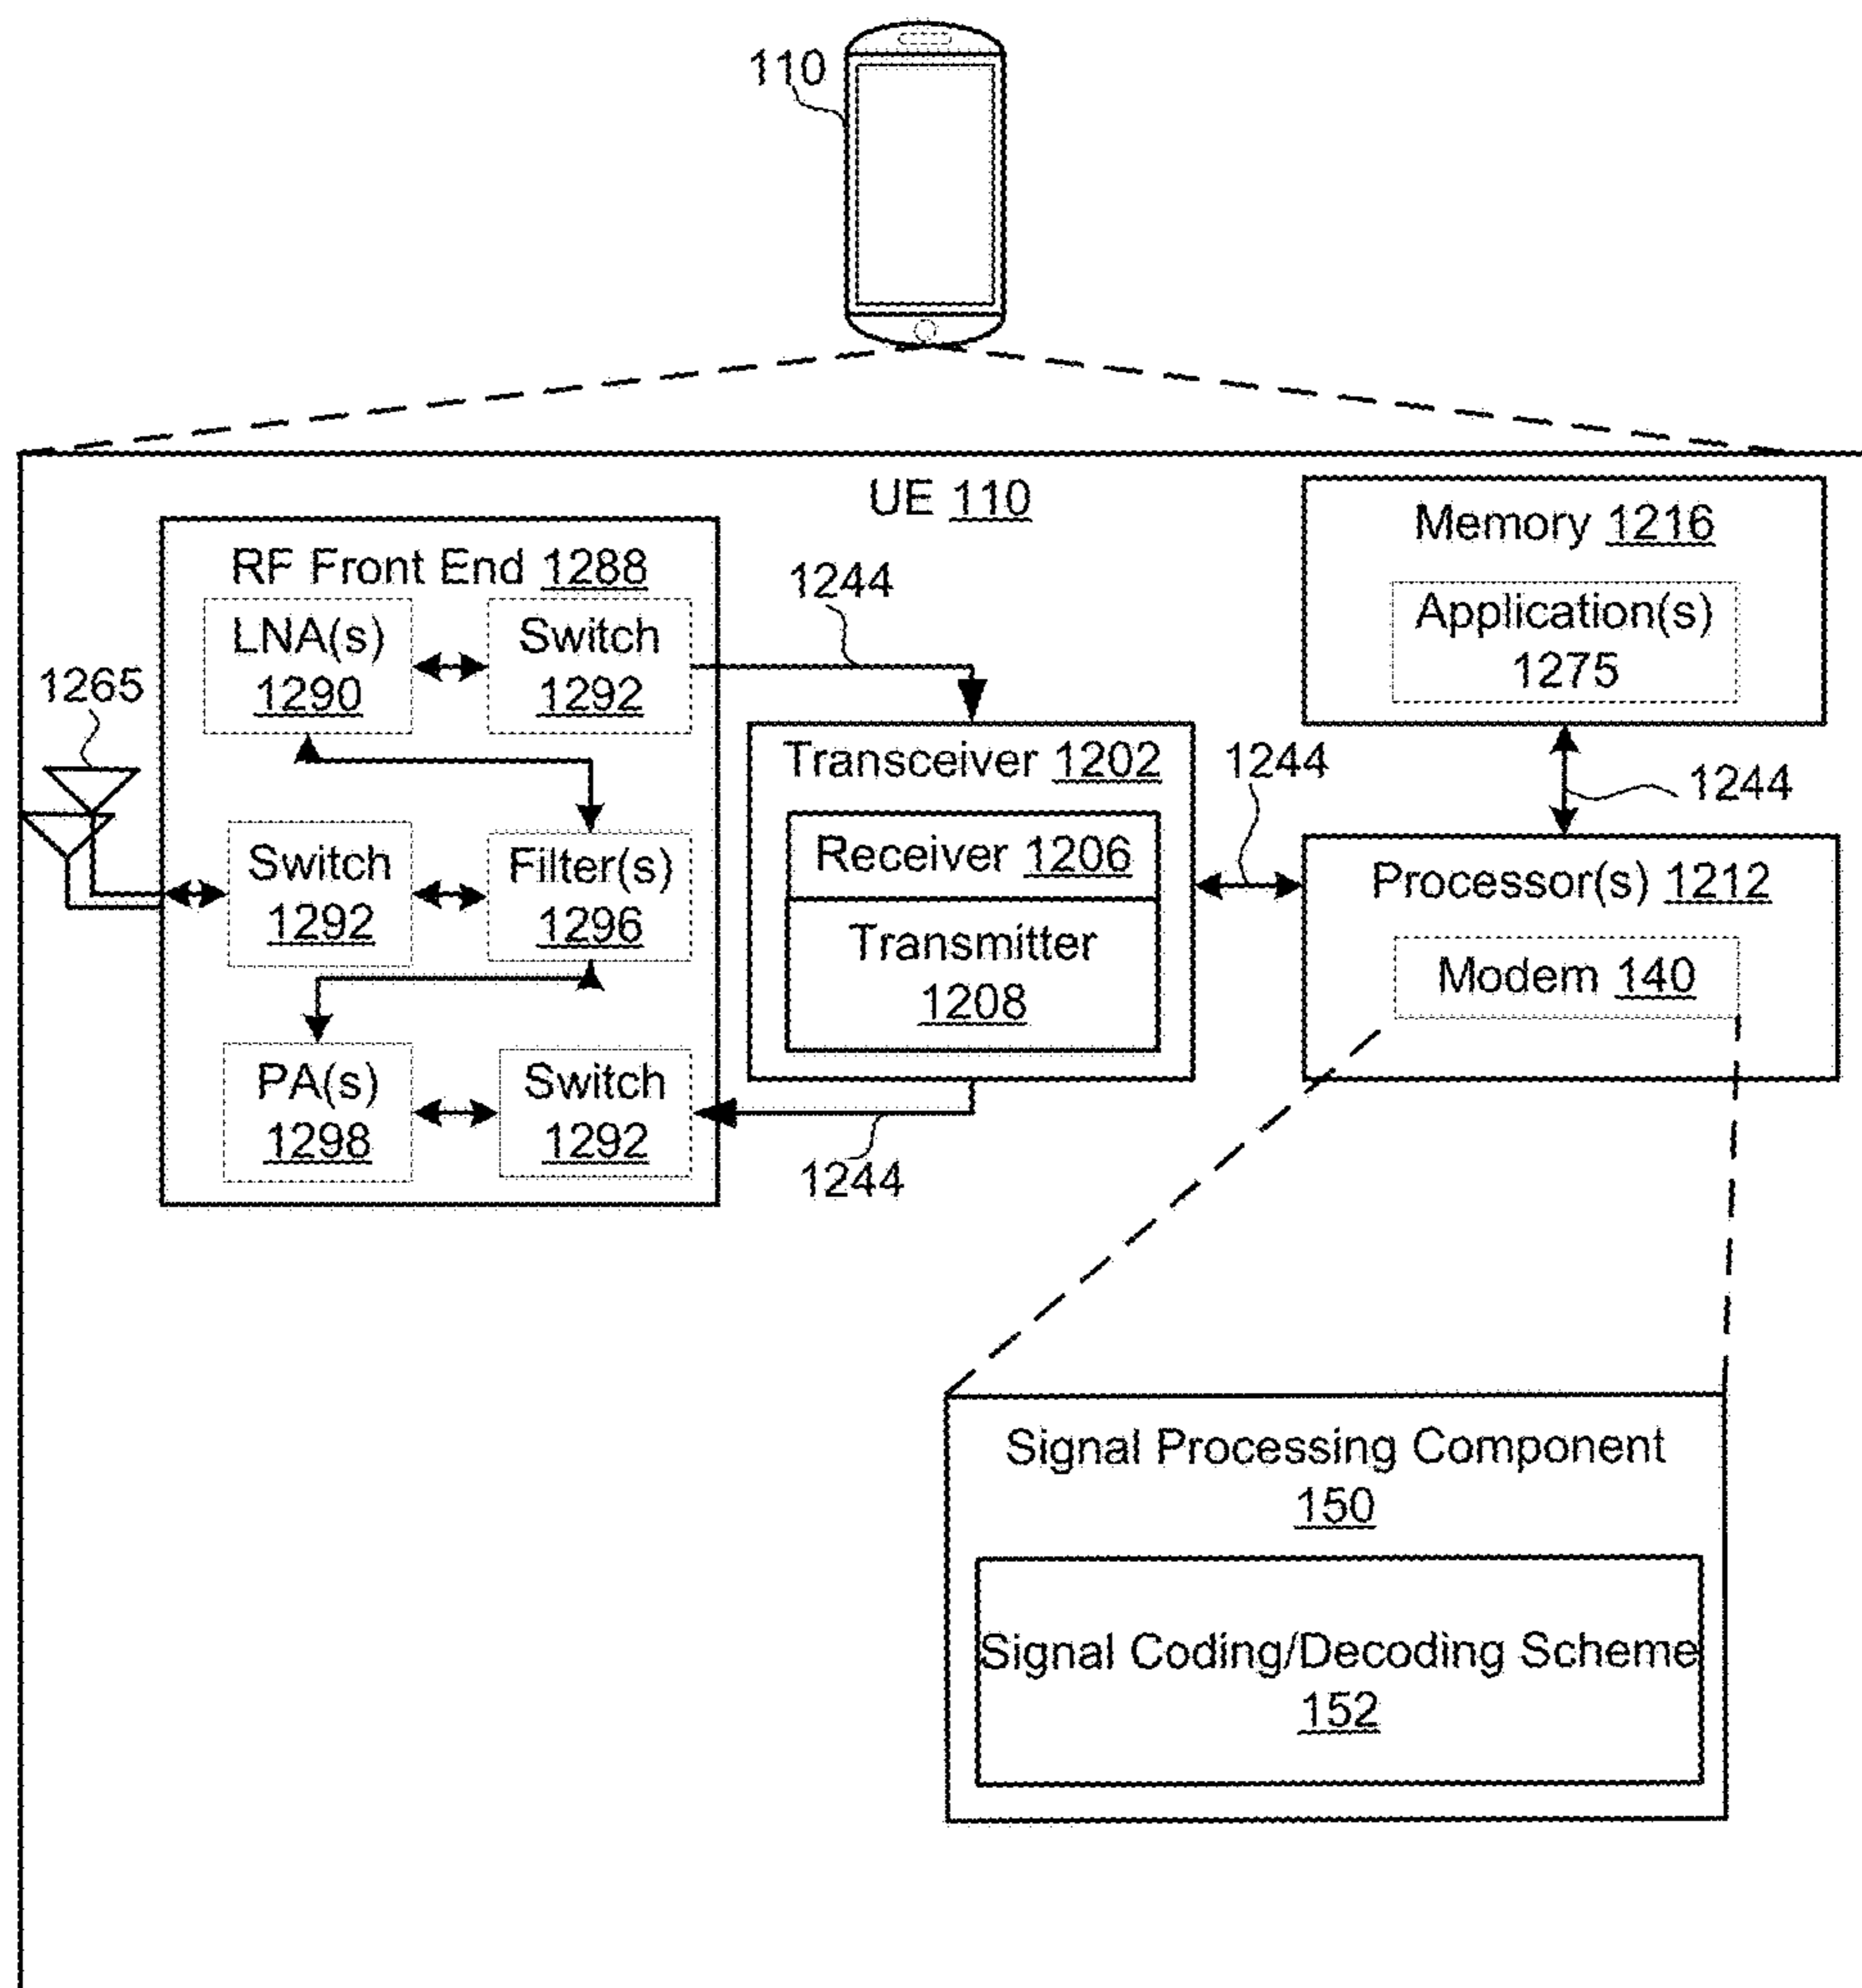 110
UE 110
RF Front End 1288
LNA(s)
1290
Switch
1292
1244
1265
Switch
1292
Filter(s)
1296
PA(s)
1298
Switch
1292
1244
Transceiver 1202
Receiver 1206
Transmitter
1208
1244
Memory 1216
Application(s)
1275
1244
Processor(s) 1212
Modem 140
Signal Processing Component
150
Signal Coding/Decoding Scheme
152